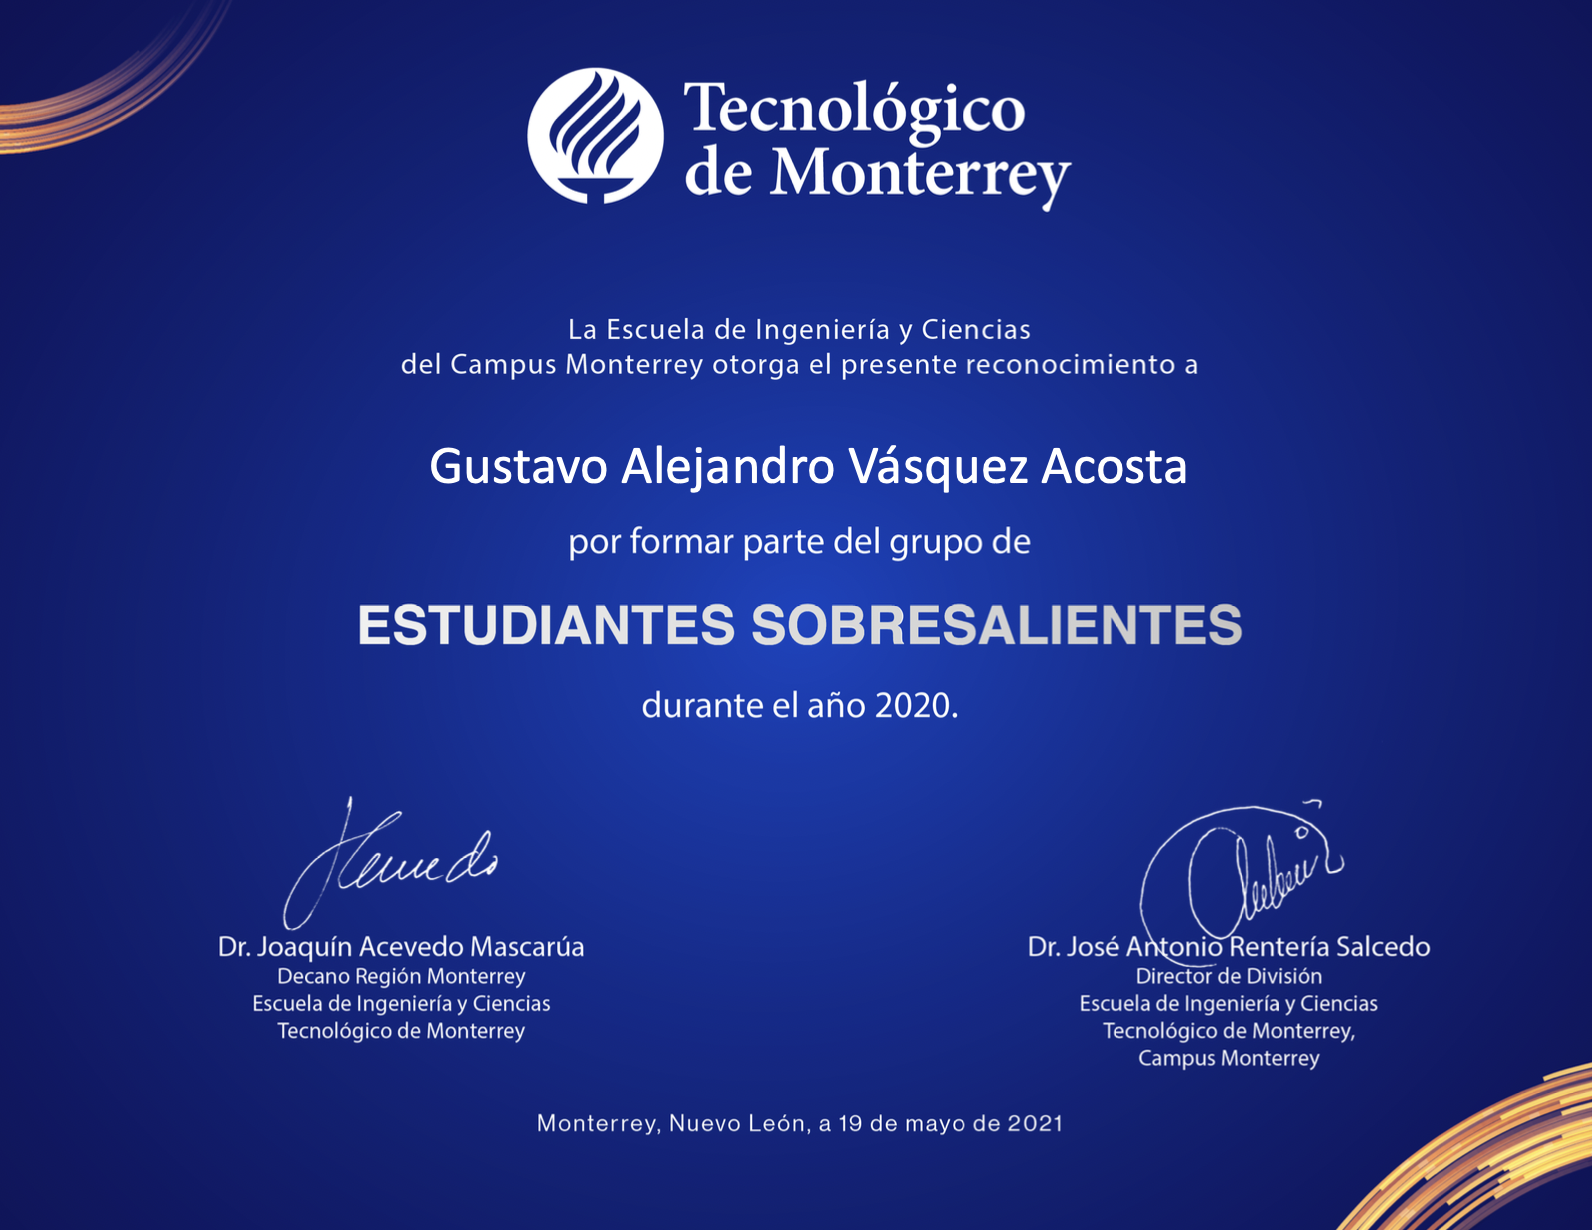 Tecnológico
de Monterrey
La Escuela de Ingeniería y Ciencias
del Campus Monterrey otorga el presente reconocimiento a
Gustavo Alejandro Vásquez Acosta
por formar parte del grupo de
ESTUDIANTES SOBRESALIENTES
durante el año 2020.
Dr. Joaquín Acevedo Mascarúa
Decano Región Monterrey
Escuela de Ingeniería y Ciencias
Tecnológico de Monterrey
Dr. José Antonio Rentería Salcedo
Director de División
Escuela de Ingeniería y Ciencias
Tecnológico de Monterrey,
Campus Monterrey
Monterrey, Nuevo León, a 19 de mayo de 2021